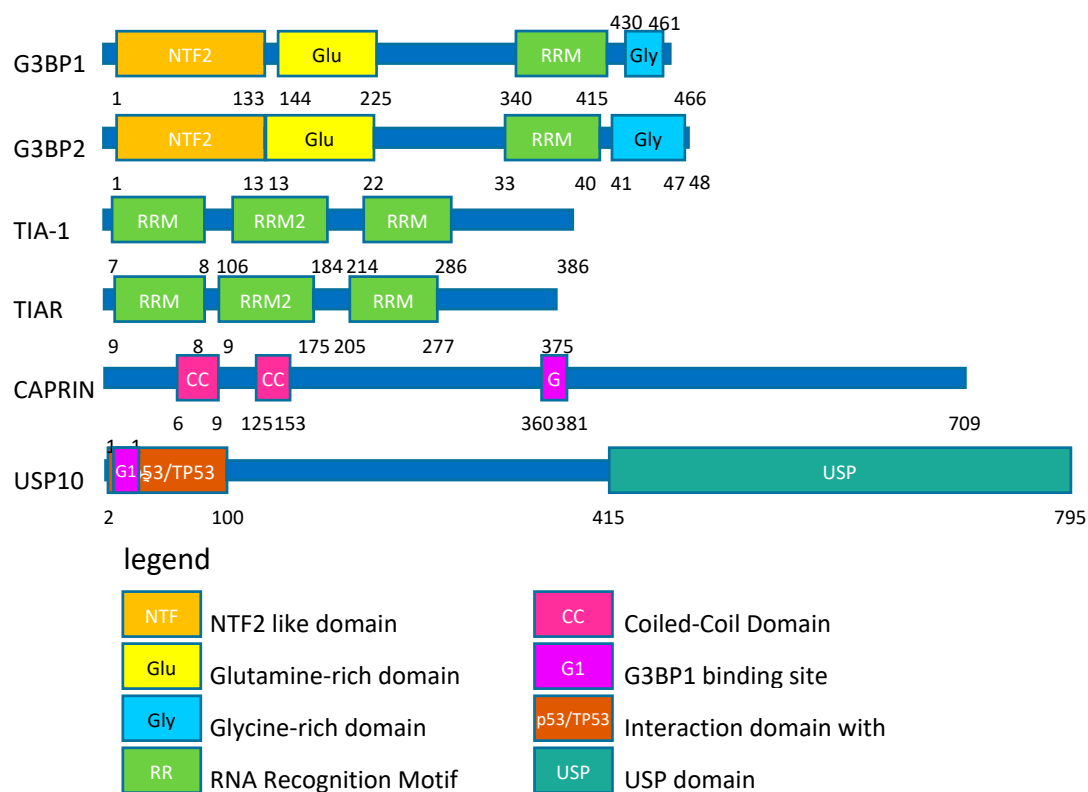 430 461
G3BP1 NTF2 Glu RRM Gly
1 133 144 225 340 415 466
G3BP2 NTF2 Glu RRM Gly
1 13 13 22 33 40 41 47 48
TIA-1 RRM RRM2 RRM
7 8 106 184 214 286 386
TIAR RRM RRM2 RRM
9 8 9 175 205 277 375
CAPRIN CC CC G
6 9 125 153 360 381 709
1 1
USP10 G1 p53/TP53 USP
2 100 415 795
legend
NTF NTF2 like domain
Glu Glutamine-rich domain
Gly Glycine-rich domain
RR RNA Recognition Motif
CC Coiled-Coil Domain
G1 G3BP1 binding site
p53/TP53 Interaction domain with
USP USP domain